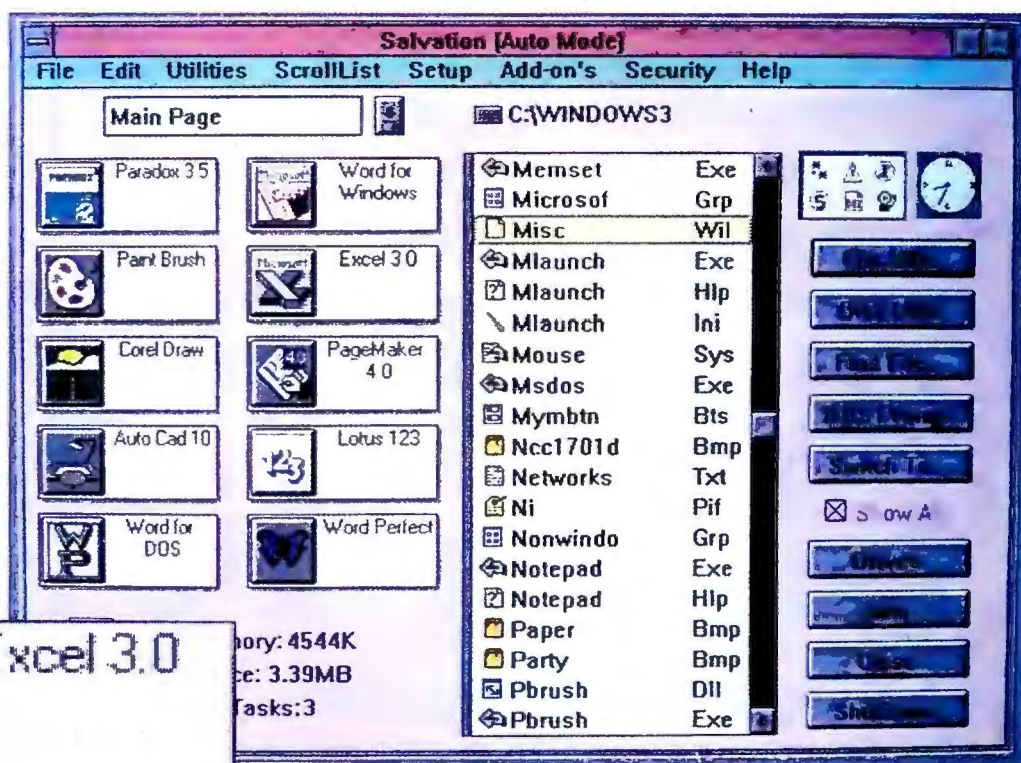 Salvation [Auto Mode]
File Edit Utilities ScrollList Setup Add-on's Security Help
Main Page
C:\WINDOWS3
Paradox 3.5
Word for
Windows
Paint Brush
Excel 3.0
Corel Draw
PageMaker
4.0
Auto Cad 10
Lotus 123
Word for
DOS
Word Perfect
Memset Exe
Microsof Grp
Misc Wil
Mlaunch Exe
Mlaunch Hlp
Mlaunch Ini
Mouse Sys
Msdos Exe
Mymbtn Bts
Ncc1701d Bmp
Networks Txt
Ni Pif
Nonwindo Grp
Notepad Exe
Notepad Hlp
Paper Bmp
Party Bmp
Pbrush Dll
Pbrush Exe
4544K
3.39MB
Tasks:3
xcel 3.0